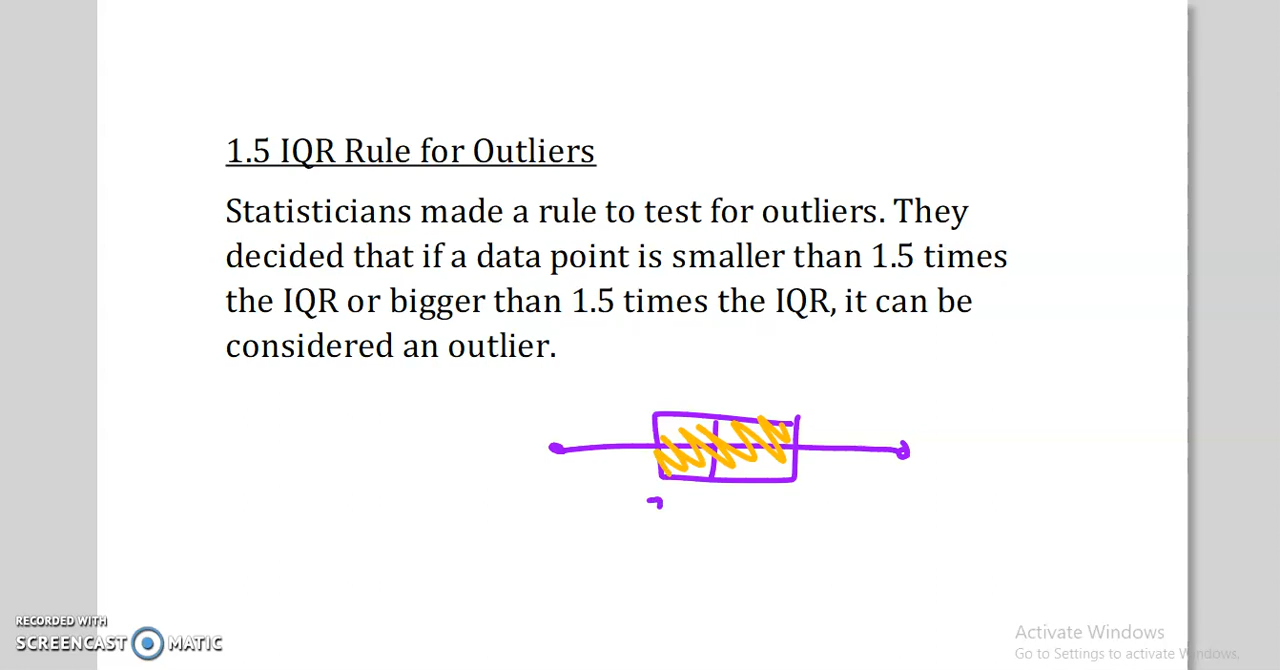 1.5 IQR Rule for Outliers
Statisticians made a rule to test for outliers. They
decided that if a data point is smaller than 1.5 times
the IQR or bigger than 1.5 times the IQR, it can be
considered an outlier.
RECORDED WITH
SCREENCAST MATIC
Activate Windows
Go to Settings to activate Windows.